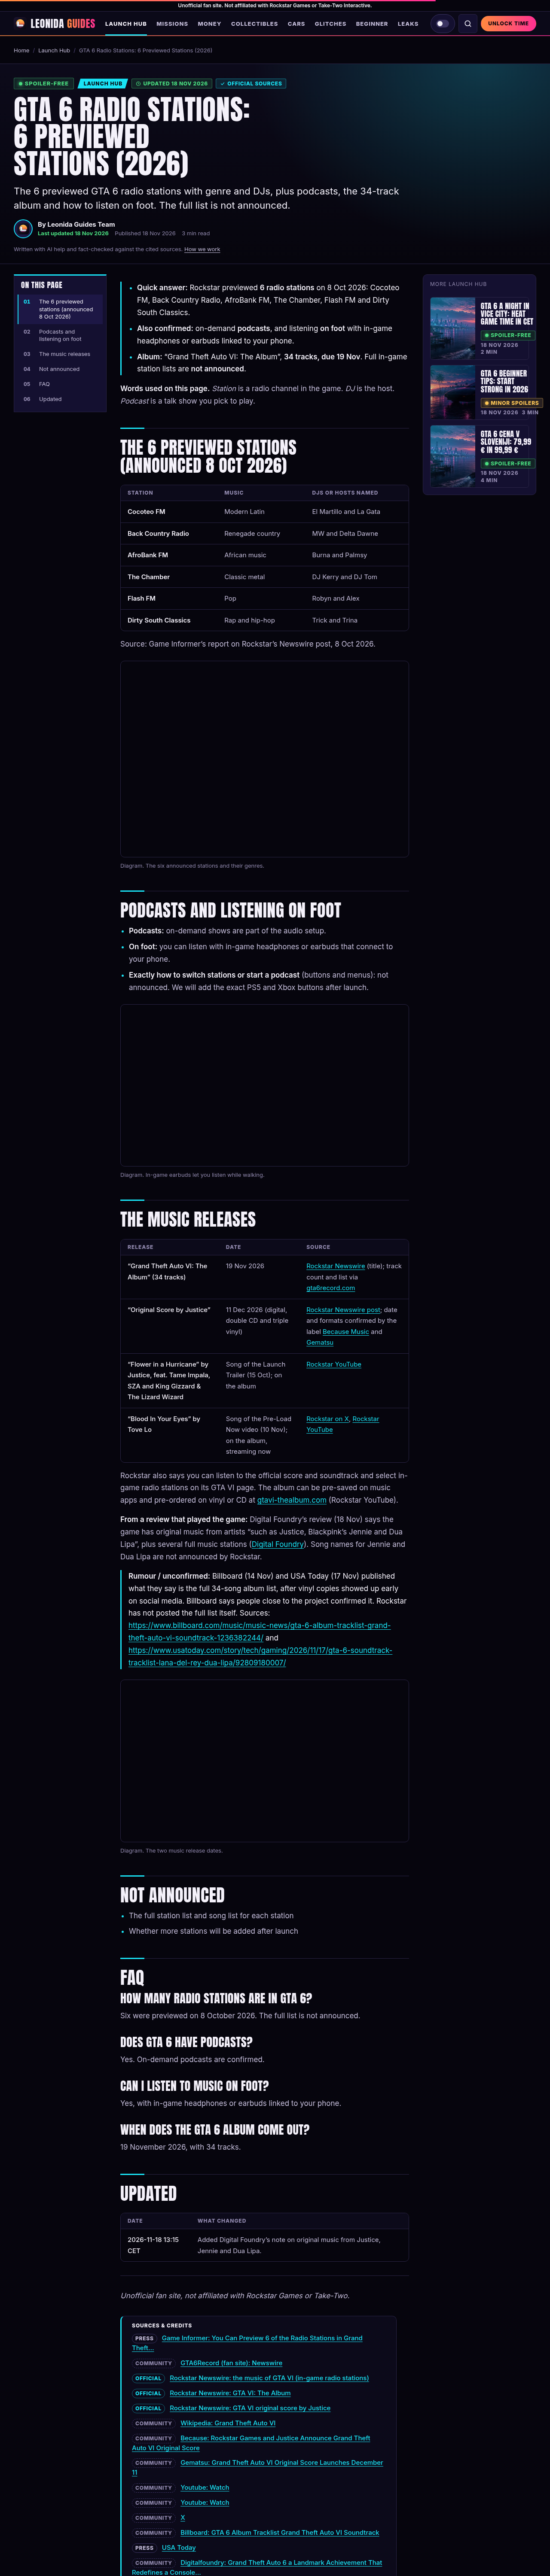 Unofficial fan site. Not affiliated with Rockstar Games or Take-Two Interactive.
LEONIDA GUIDES
LAUNCH HUB MISSIONS MONEY COLLECTIBLES CARS GLITCHES BEGINNER LEAKS
UNLOCK TIME
Home / Launch Hub / GTA 6 Radio Stations: 6 Previewed Stations (2026)
SPOILER-FREE LAUNCH HUB UPDATED 18 NOV 2026 OFFICIAL SOURCES
GTA 6 RADIO STATIONS:
6 PREVIEWED
STATIONS (2026)
The 6 previewed GTA 6 radio stations with genre and DJs, plus podcasts, the 34-track
album and how to listen on foot. The full list is not announced.
By Leonida Guides Team
Last updated 18 Nov 2026 Published 18 Nov 2026 3 min read
Written with AI help and fact-checked against the cited sources. How we work
ON THIS PAGE
01 The 6 previewed
stations (announced
8 Oct 2026)
02 Podcasts and
listening on foot
03 The music releases
04 Not announced
05 FAQ
06 Updated
• Quick answer: Rockstar previewed 6 radio stations on 8 Oct 2026: Cocoteo
FM, Back Country Radio, AfroBank FM, The Chamber, Flash FM and Dirty
South Classics.
• Also confirmed: on-demand podcasts, and listening on foot with in-game
headphones or earbuds linked to your phone.
• Album: “Grand Theft Auto VI: The Album”, 34 tracks, due 19 Nov. Full in-game
station lists are not announced.
Words used on this page. Station is a radio channel in the game. DJ is the host.
Podcast is a talk show you pick to play.
THE 6 PREVIEWED STATIONS
(ANNOUNCED 8 OCT 2026)
STATION MUSIC DJS OR HOSTS NAMED
Cocoteo FM Modern Latin El Martillo and La Gata
Back Country Radio Renegade country MW and Delta Dawne
AfroBank FM African music Burna and Palmsy
The Chamber Classic metal DJ Kerry and DJ Tom
Flash FM Pop Robyn and Alex
Dirty South Classics Rap and hip-hop Trick and Trina
Source: Game Informer’s report on Rockstar’s Newswire post, 8 Oct 2026.
Diagram. The six announced stations and their genres.
PODCASTS AND LISTENING ON FOOT
• Podcasts: on-demand shows are part of the audio setup.
• On foot: you can listen with in-game headphones or earbuds that connect to
your phone.
• Exactly how to switch stations or start a podcast (buttons and menus): not
announced. We will add the exact PS5 and Xbox buttons after launch.
Diagram. In-game earbuds let you listen while walking.
THE MUSIC RELEASES
RELEASE DATE SOURCE
“Grand Theft Auto VI: The
Album” (34 tracks)
19 Nov 2026
Rockstar Newswire (title); track
count and list via
gta6record.com
“Original Score by Justice”
11 Dec 2026 (digital,
double CD and triple
vinyl)
Rockstar Newswire post; date
and formats confirmed by the
label Because Music and
Gematsu
“Flower in a Hurricane” by
Justice, feat. Tame Impala,
SZA and King Gizzard &
The Lizard Wizard
Song of the Launch
Trailer (15 Oct); on
the album
Rockstar YouTube
“Blood In Your Eyes” by
Tove Lo
Song of the Pre-Load
Now video (10 Nov);
on the album,
streaming now
Rockstar on X, Rockstar
YouTube
Rockstar also says you can listen to the official score and soundtrack and select in-
game radio stations on its GTA VI page. The album can be pre-saved on music
apps and pre-ordered on vinyl or CD at gtavi-thealbum.com (Rockstar YouTube).
From a review that played the game: Digital Foundry’s review (18 Nov) says the
game has original music from artists “such as Justice, Blackpink’s Jennie and Dua
Lipa”, plus several full music stations (Digital Foundry). Song names for Jennie and
Dua Lipa are not announced by Rockstar.
Rumour / unconfirmed: Billboard (14 Nov) and USA Today (17 Nov) published
what they say is the full 34-song album list, after vinyl copies showed up early
on social media. Billboard says people close to the project confirmed it. Rockstar
has not posted the full list itself. Sources:
https://www.billboard.com/music/music-news/gta-6-album-tracklist-grand-
theft-auto-vi-soundtrack-1236382244/ and
https://www.usatoday.com/story/tech/gaming/2026/11/17/gta-6-soundtrack-
tracklist-lana-del-rey-dua-lipa/92809180007/
Diagram. The two music release dates.
NOT ANNOUNCED
• The full station list and song list for each station
• Whether more stations will be added after launch
FAQ
HOW MANY RADIO STATIONS ARE IN GTA 6?
Six were previewed on 8 October 2026. The full list is not announced.
DOES GTA 6 HAVE PODCASTS?
Yes. On-demand podcasts are confirmed.
CAN I LISTEN TO MUSIC ON FOOT?
Yes, with in-game headphones or earbuds linked to your phone.
WHEN DOES THE GTA 6 ALBUM COME OUT?
19 November 2026, with 34 tracks.
UPDATED
DATE WHAT CHANGED
2026-11-18 13:15
CET
Added Digital Foundry’s note on original music from Justice,
Jennie and Dua Lipa.
Unofficial fan site, not affiliated with Rockstar Games or Take-Two.
SOURCES & CREDITS
PRESS Game Informer: You Can Preview 6 of the Radio Stations in Grand
Theft…
COMMUNITY GTA6Record (fan site): Newswire
OFFICIAL Rockstar Newswire: the music of GTA VI (in-game radio stations)
OFFICIAL Rockstar Newswire: GTA VI: The Album
OFFICIAL Rockstar Newswire: GTA VI original score by Justice
COMMUNITY Wikipedia: Grand Theft Auto VI
COMMUNITY Because: Rockstar Games and Justice Announce Grand Theft
Auto VI Original Score
COMMUNITY Gematsu: Grand Theft Auto VI Original Score Launches December
11
COMMUNITY Youtube: Watch
COMMUNITY Youtube: Watch
COMMUNITY X
COMMUNITY Billboard: GTA 6 Album Tracklist Grand Theft Auto VI Soundtrack
PRESS USA Today
COMMUNITY Digitalfoundry: Grand Theft Auto 6 a Landmark Achievement That
Redefines a Console…
MORE LAUNCH HUB
GTA 6 A NIGHT IN
VICE CITY: HEAT
GAME TIME IN CET
SPOILER-FREE
18 NOV 2026
2 MIN
GTA 6 BEGINNER
TIPS: START
STRONG IN 2026
MINOR SPOILERS
18 NOV 2026 3 MIN
GTA 6 CENA V
SLOVENIJI: 79,99
€ IN 99,99 €
SPOILER-FREE
18 NOV 2026
4 MIN